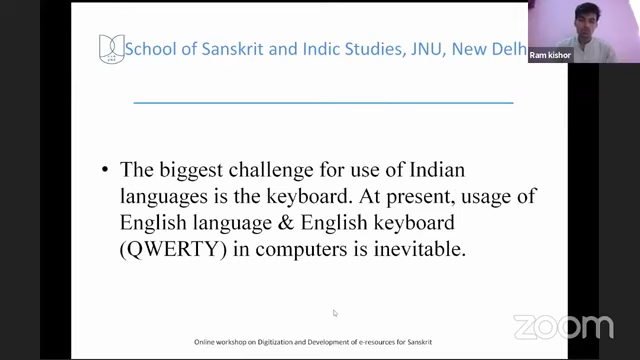 School of Sanskrit and Indic Studies, JNU, New Delh
Ram kishor
• The biggest challenge for use of Indian
languages is the keyboard. At present, usage of
English language & English keyboard
(QWERTY) in computers is inevitable.
zoom
Online workshop on Digitization and Development of e-resources for Sanskrit